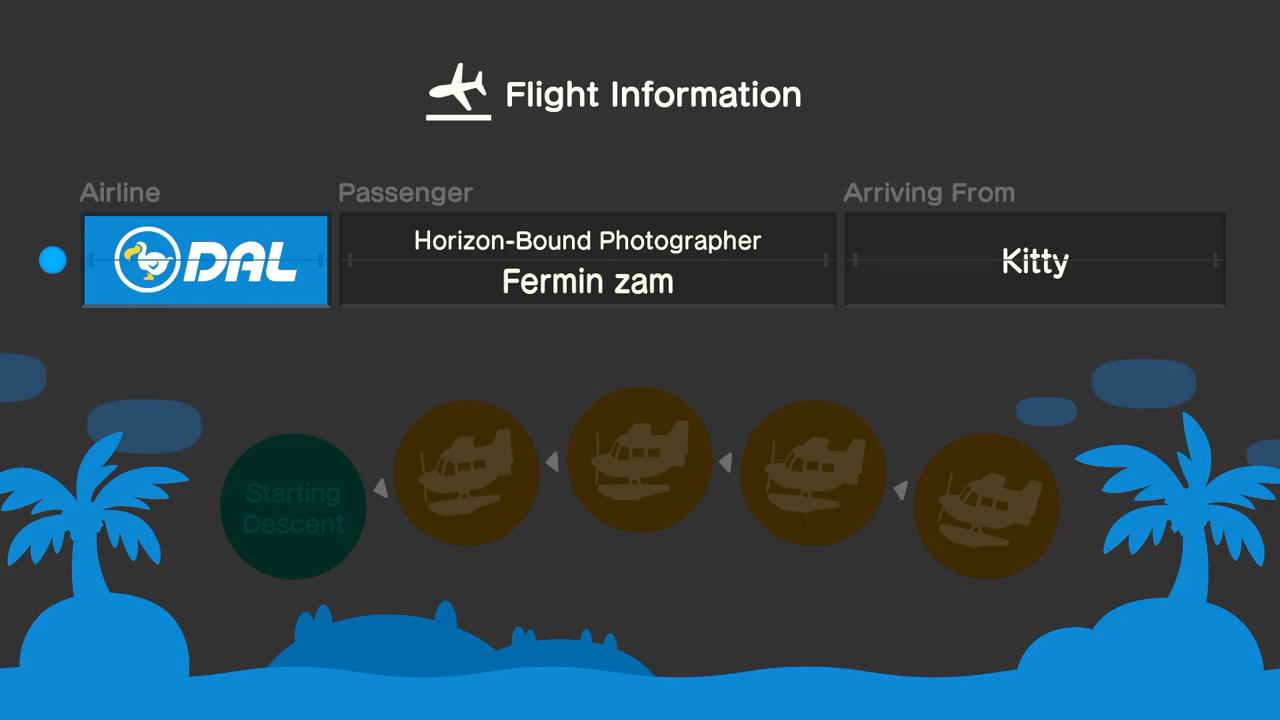 Flight Information
Airline
Passenger
Arriving From
DAL
Horizon-Bound Photographer
Fermin zam
Kitty
Starting
Descent